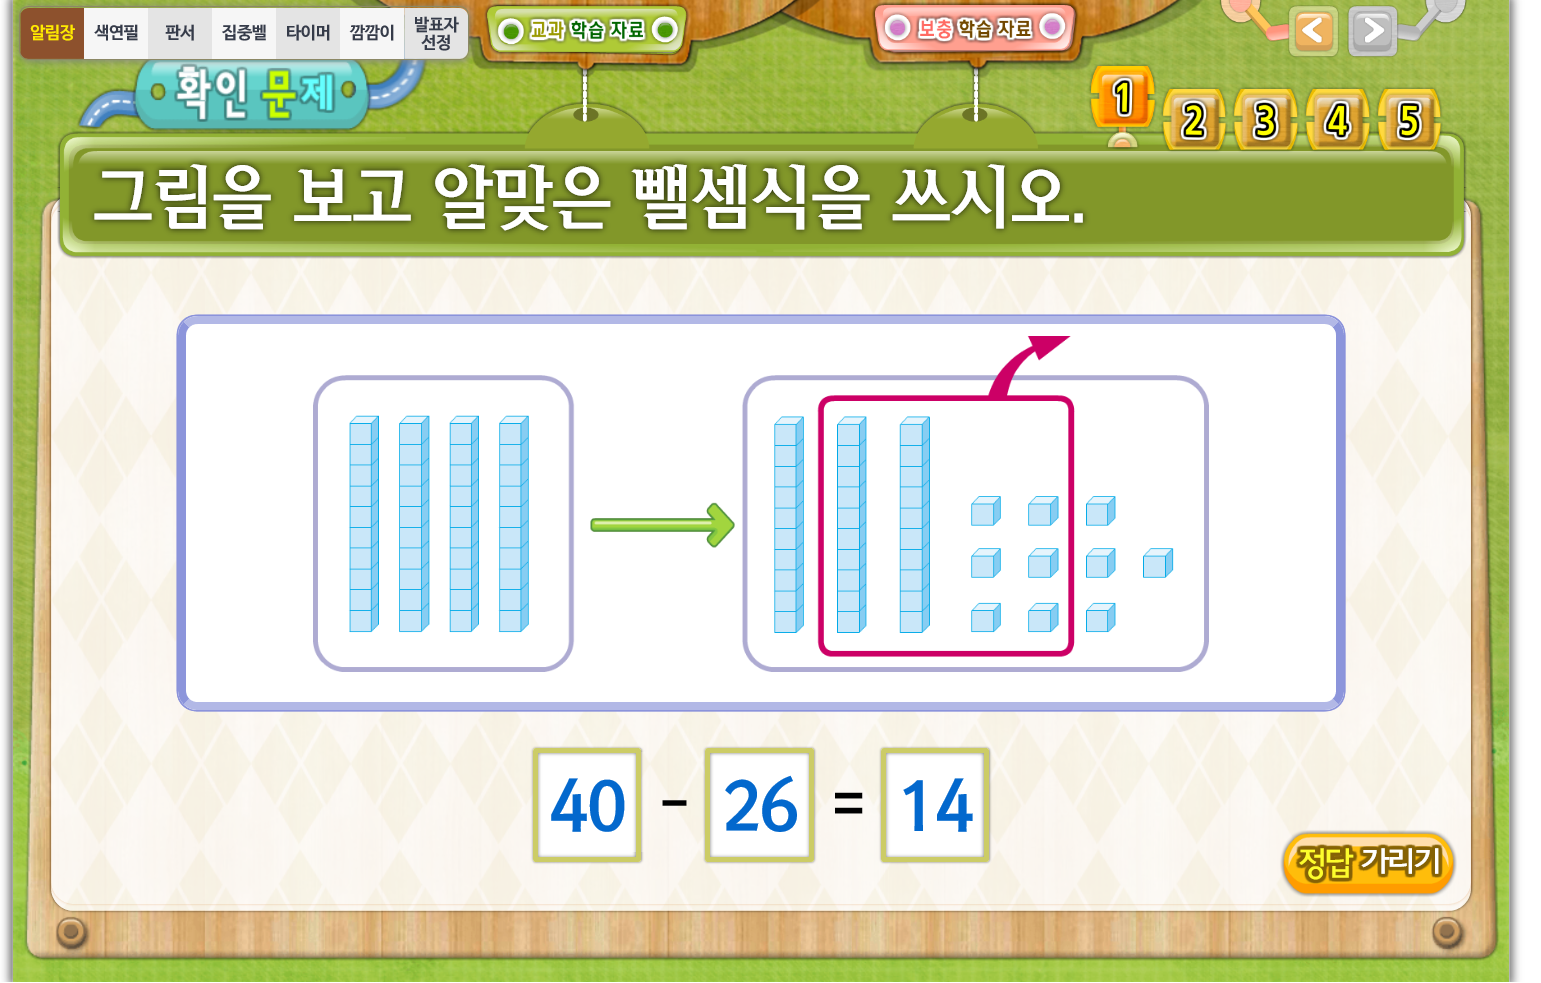 알림장 색연필 판서 집중벨 타이머 깜깜이 발표자 선정
교과 학습 자료
보충 학습 자료
확인 문제
1 2 3 4 5
그림을 보고 알맞은 뺄셈식을 쓰시오.
40 - 26 = 14
정답 가리기